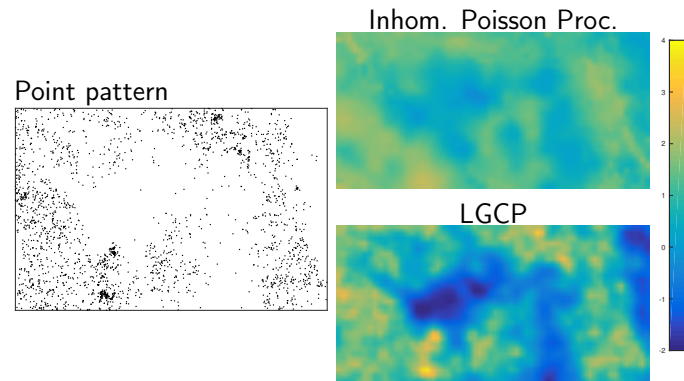 Inhom. Poisson Proc.
Point pattern
LGCP
4
3
2
1
0
-1
-2